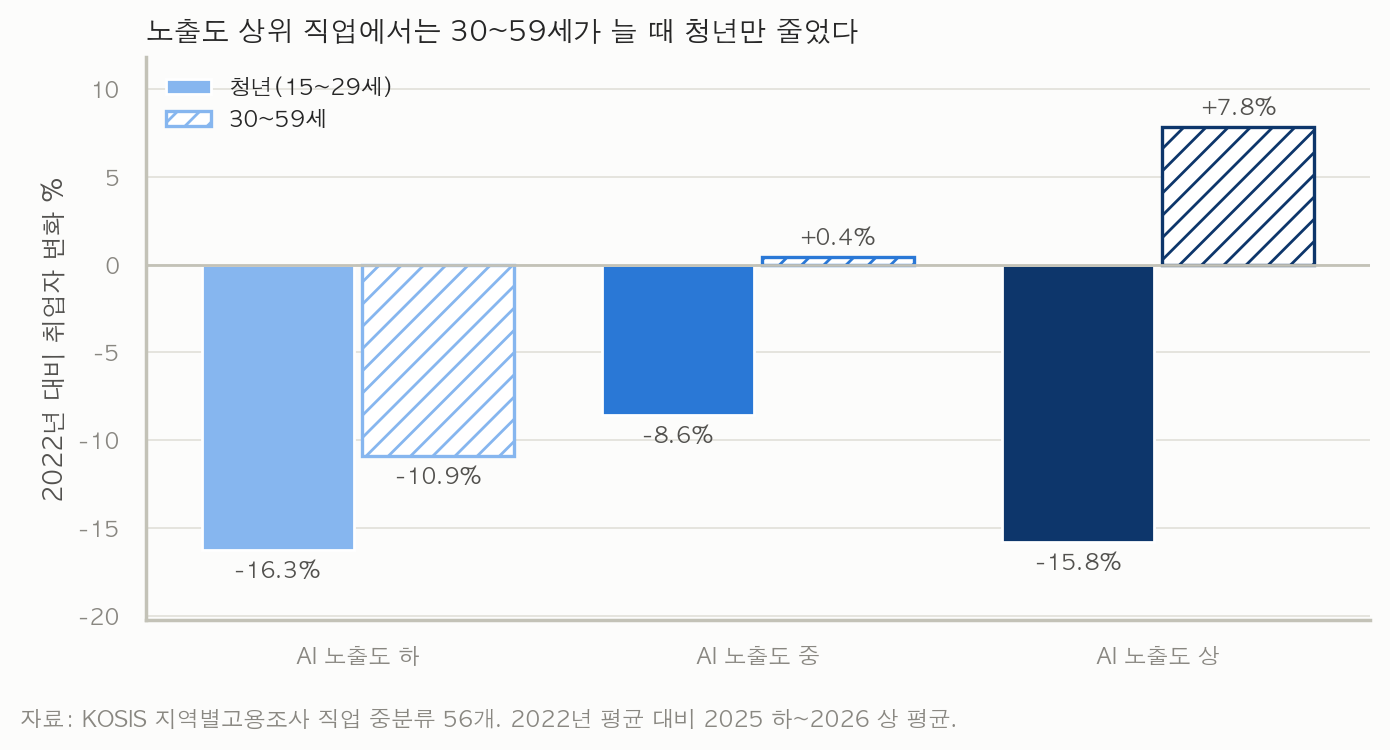 노출도 상위 직업에서는 30~59세가 늘 때 청년만 줄었다
청년(15~29세)
30~59세
2022년 대비 취업자 변화 %
10
5
0
-5
-10
-15
-20
-16.3%
-10.9%
-8.6%
+0.4%
-15.8%
+7.8%
AI 노출도 하
AI 노출도 중
AI 노출도 상
자료: KOSIS 지역별고용조사 직업 중분류 56개. 2022년 평균 대비 2025 하~2026 상 평균.